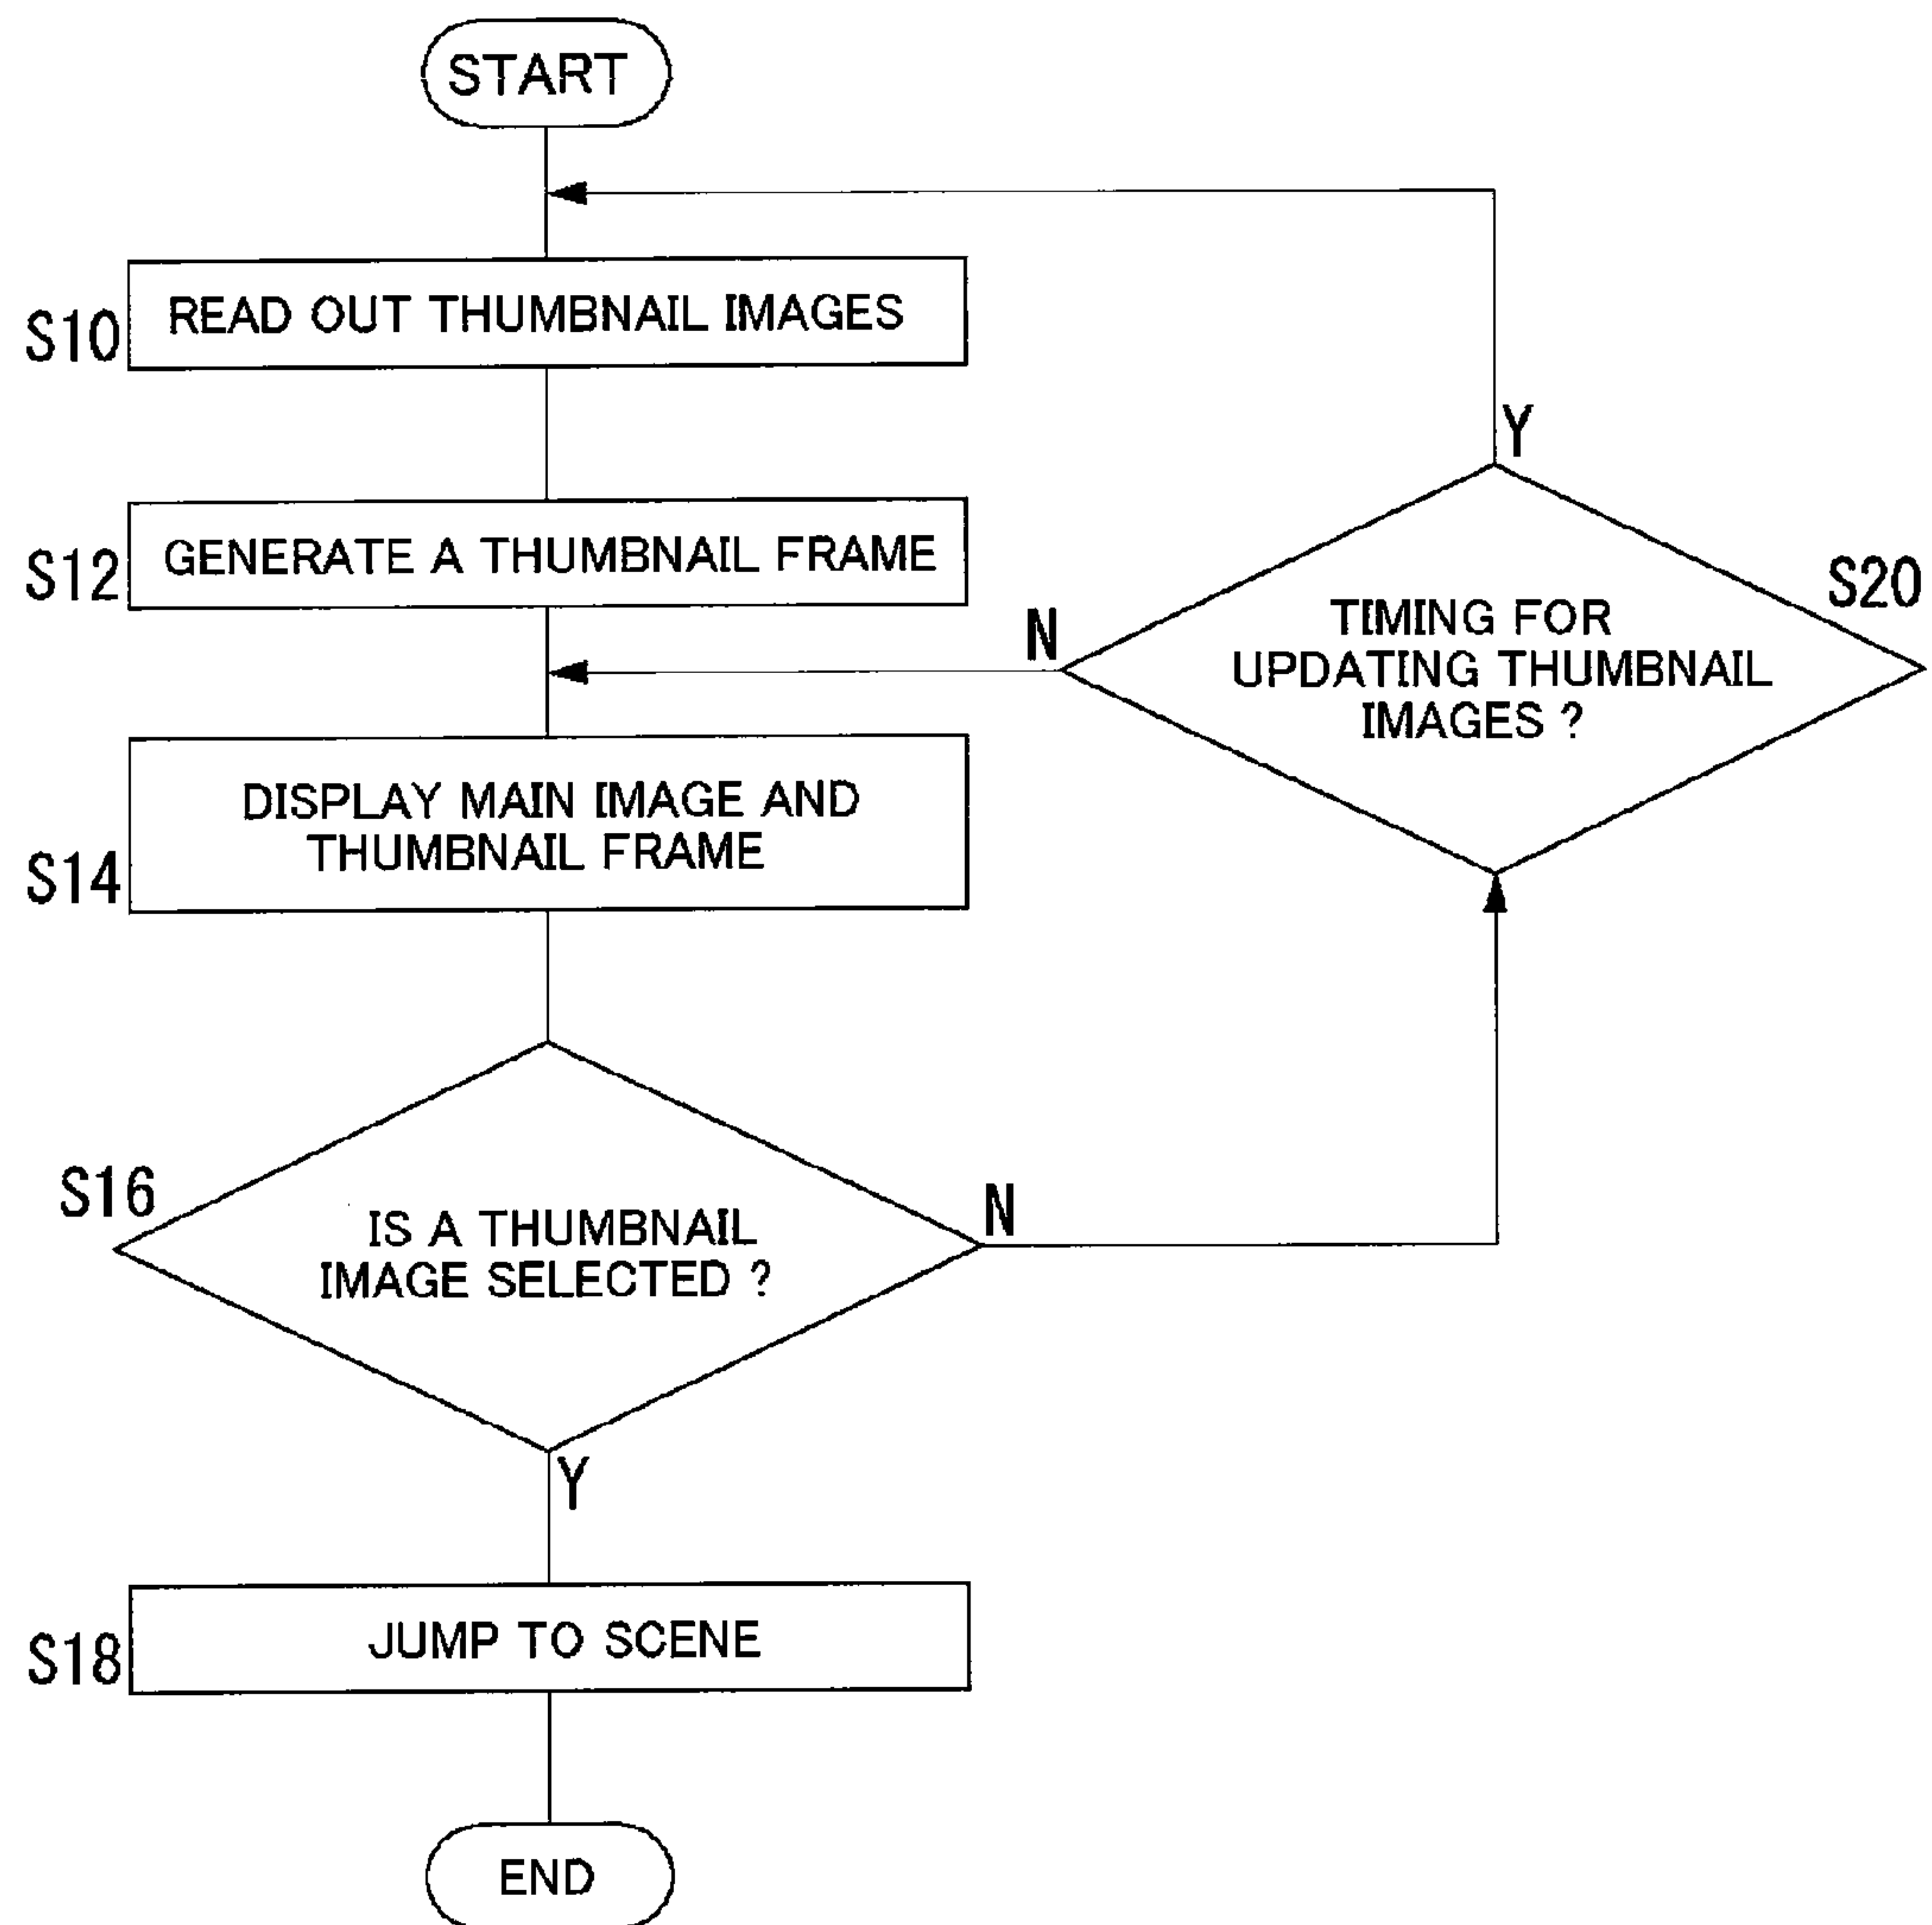 START
S10
READ OUT THUMBNAIL IMAGES
S12
GENERATE A THUMBNAIL FRAME
Y
S20
N
TIMING FOR
UPDATING THUMBNAIL
IMAGES ?
S14
DISPLAY MAIN IMAGE AND
THUMBNAIL FRAME
S16
IS A THUMBNAIL
IMAGE SELECTED ?
N
Y
S18
JUMP TO SCENE
END